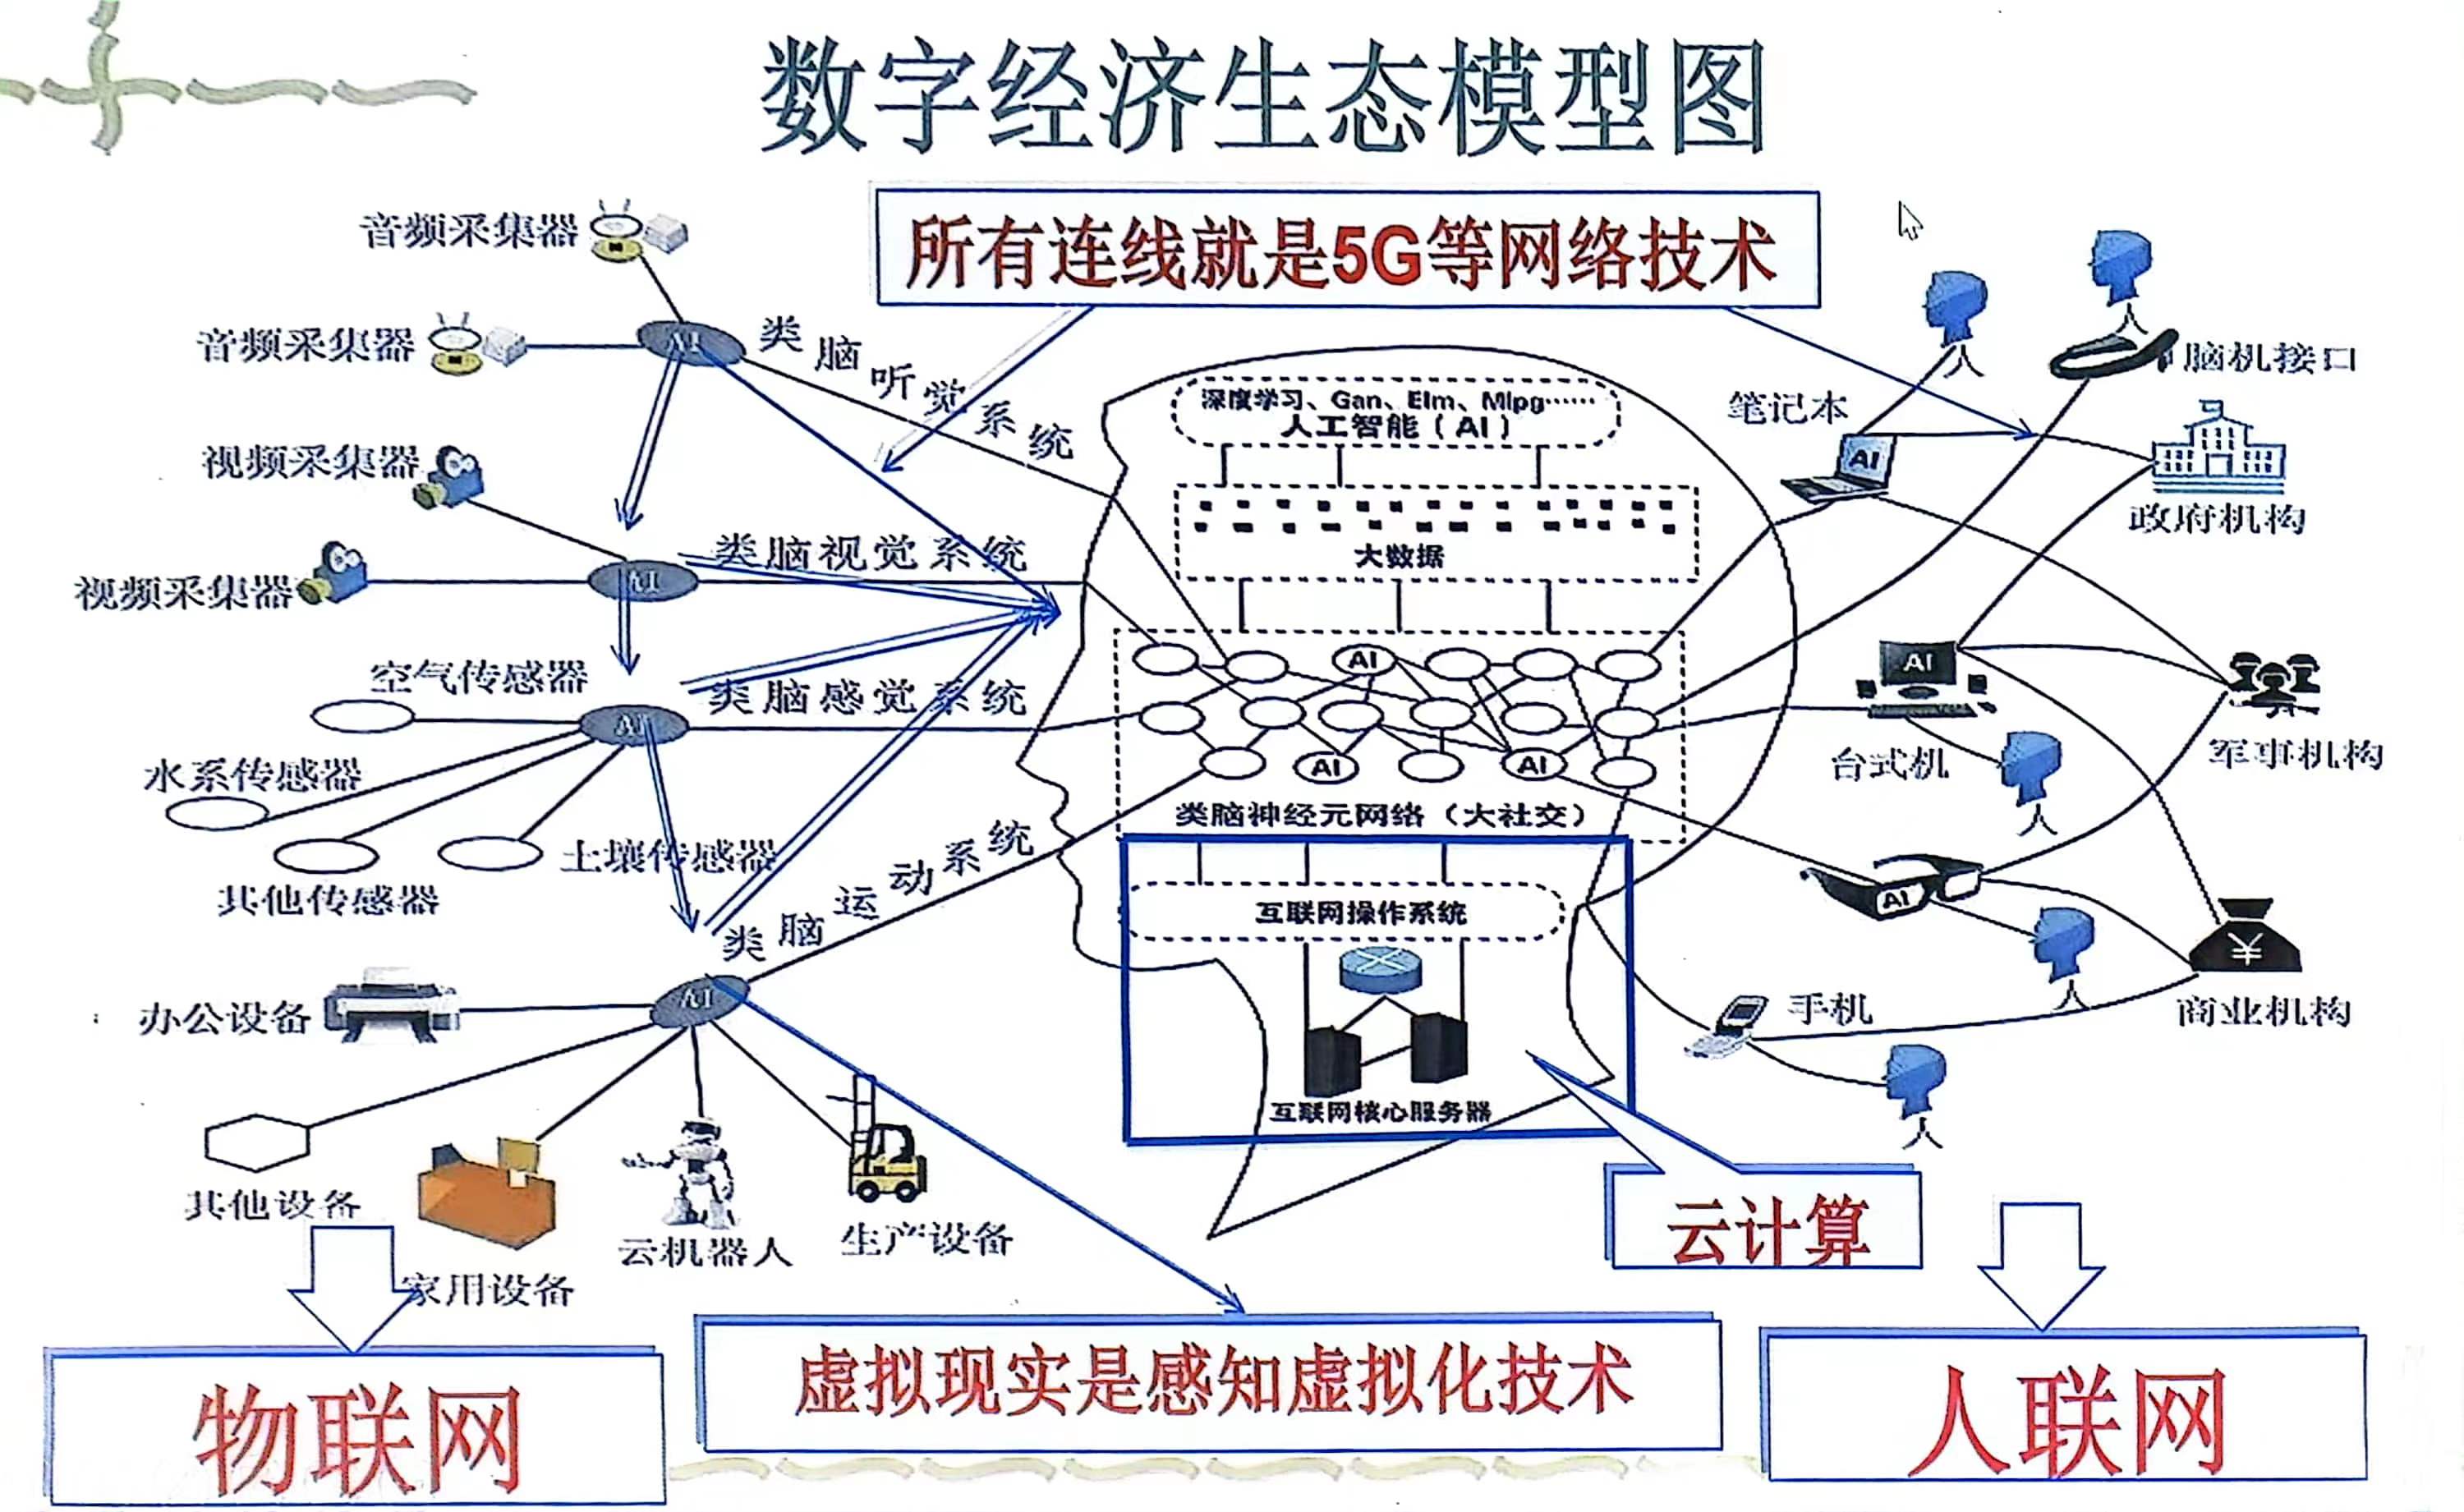 数字经济生态模型图
所有连线就是5G等网络技术
音频采集器
音频采集器
AI
类脑听觉系统
视频采集器
视频采集器
AI
类脑视觉系统
空气传感器
AI
类脑感觉系统
水系传感器
土壤传感器
其他传感器
类脑运动系统
办公设备
AI
其他设备
家用设备
云机器人
生产设备
深度学习、Gan、Elm、Mlpg……
人工智能（AI）
大数据
AI
AI
AI
类脑神经元网络（大社交）
互联网操作系统
互联网核心服务器
脑机接口
笔记本
AI
政府机构
AI
台式机
军事机构
AI
¥
手机
商业机构
云计算
物联网
虚拟现实是感知虚拟化技术
人联网